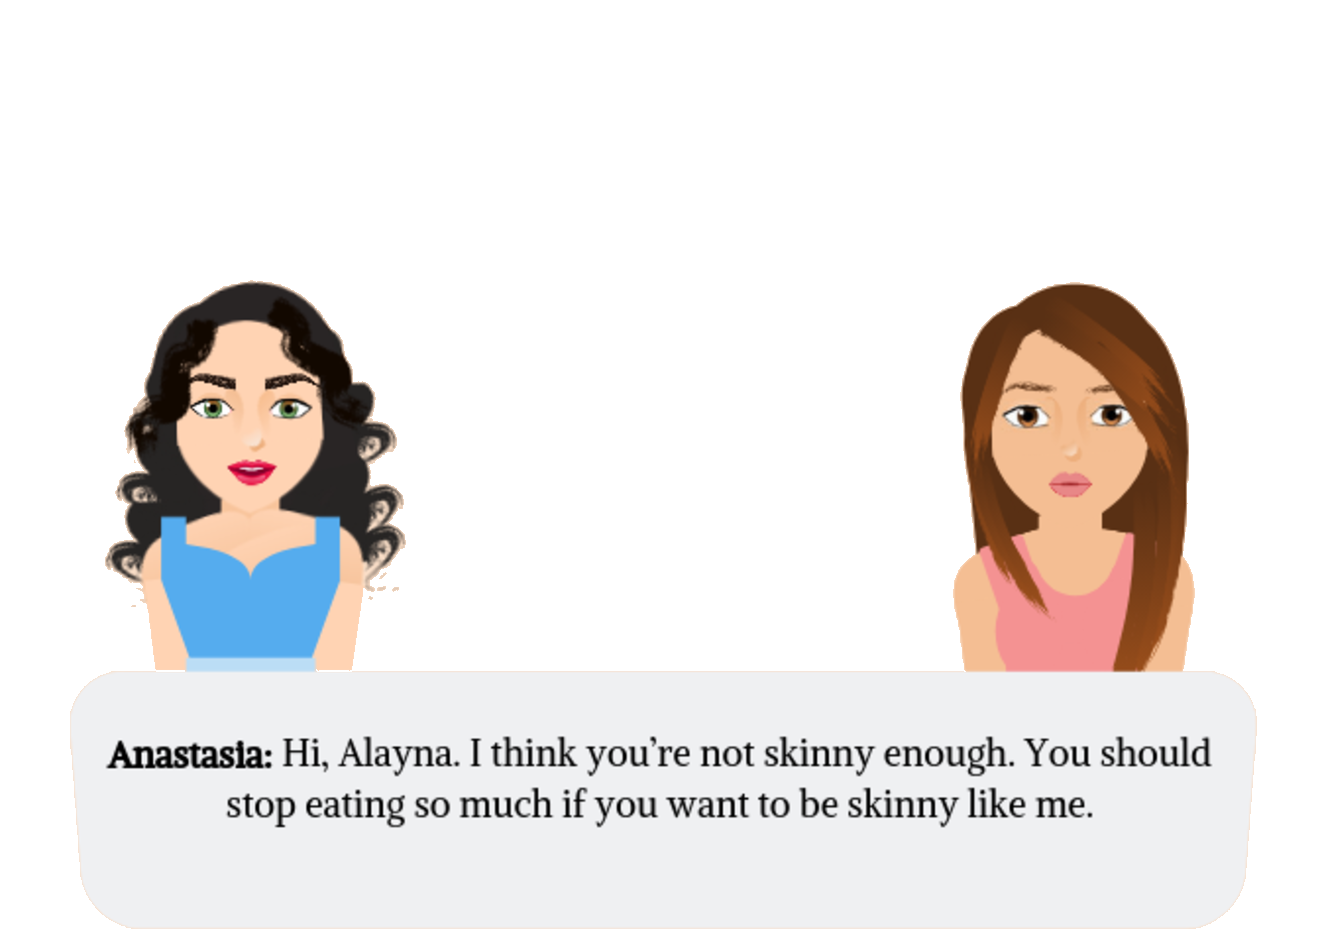 Anastasia: Hi, Alayna. I think you’re not skinny enough. You should
stop eating so much if you want to be skinny like me.